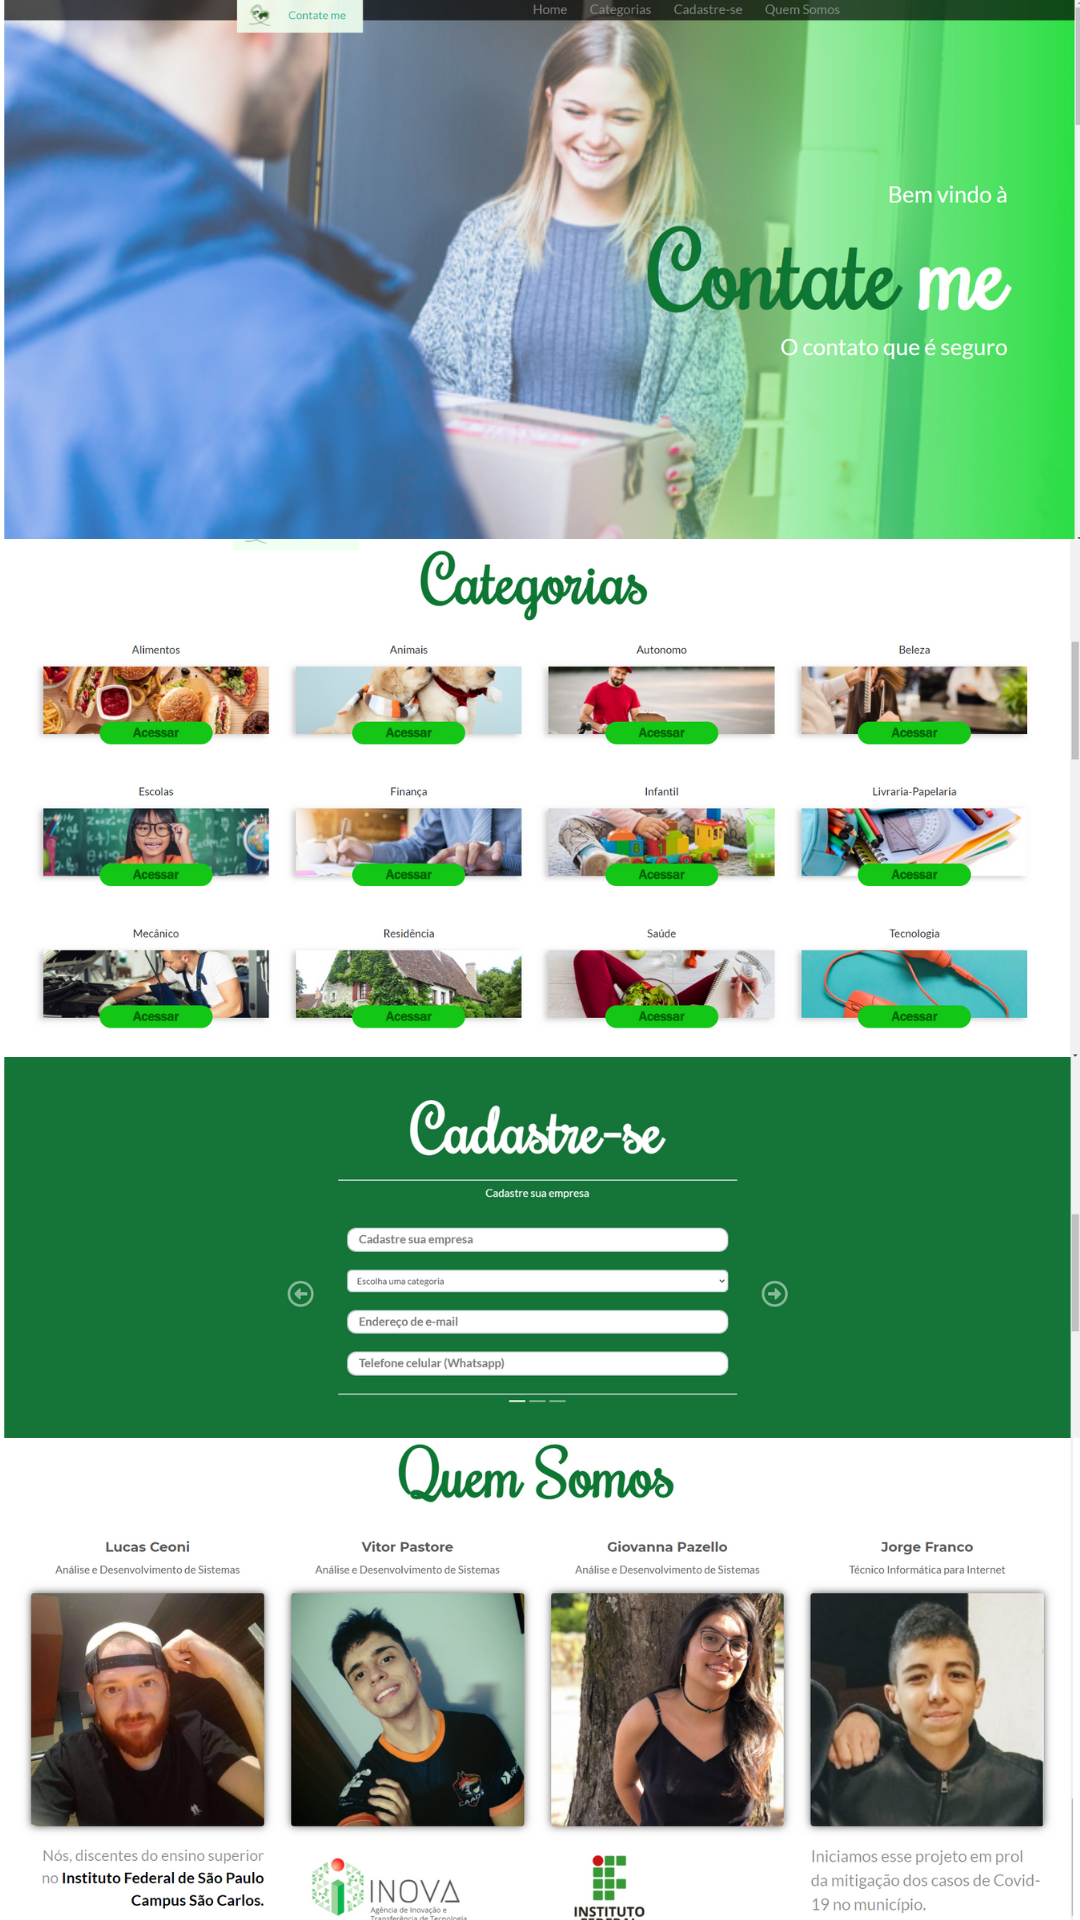 Contate me
Home Categorias Cadastre-se Quem Somos
Bem vindo à
Contate me
O contato que é seguro
Categorias
Alimentos Animais Autonomo Beleza
Acessar Acessar Acessar Acessar
Escolas Finança Infantil Livraria-Papelaria
Acessar Acessar Acessar Acessar
Mecânico Residência Saúde Tecnologia
Acessar Acessar Acessar Acessar
Cadastre-se
Cadastre sua empresa
Cadastre sua empresa
Escolha uma categoria
Endereço de e-mail
Telefone celular (Whatsapp)
Quem Somos
Lucas Ceoni
Análise e Desenvolvimento de Sistemas
Vitor Pastore
Análise e Desenvolvimento de Sistemas
Giovanna Pazello
Análise e Desenvolvimento de Sistemas
Jorge Franco
Técnico Informática para Internet
Nós, discentes do ensino superior
no Instituto Federal de São Paulo
Campus São Carlos.
INOVA
Agência de Inovação e
Transferência de Tecnologia
INSTITUTO
FEDERAL
Iniciamos esse projeto em prol
da mitigação dos casos de Covid-
19 no município.